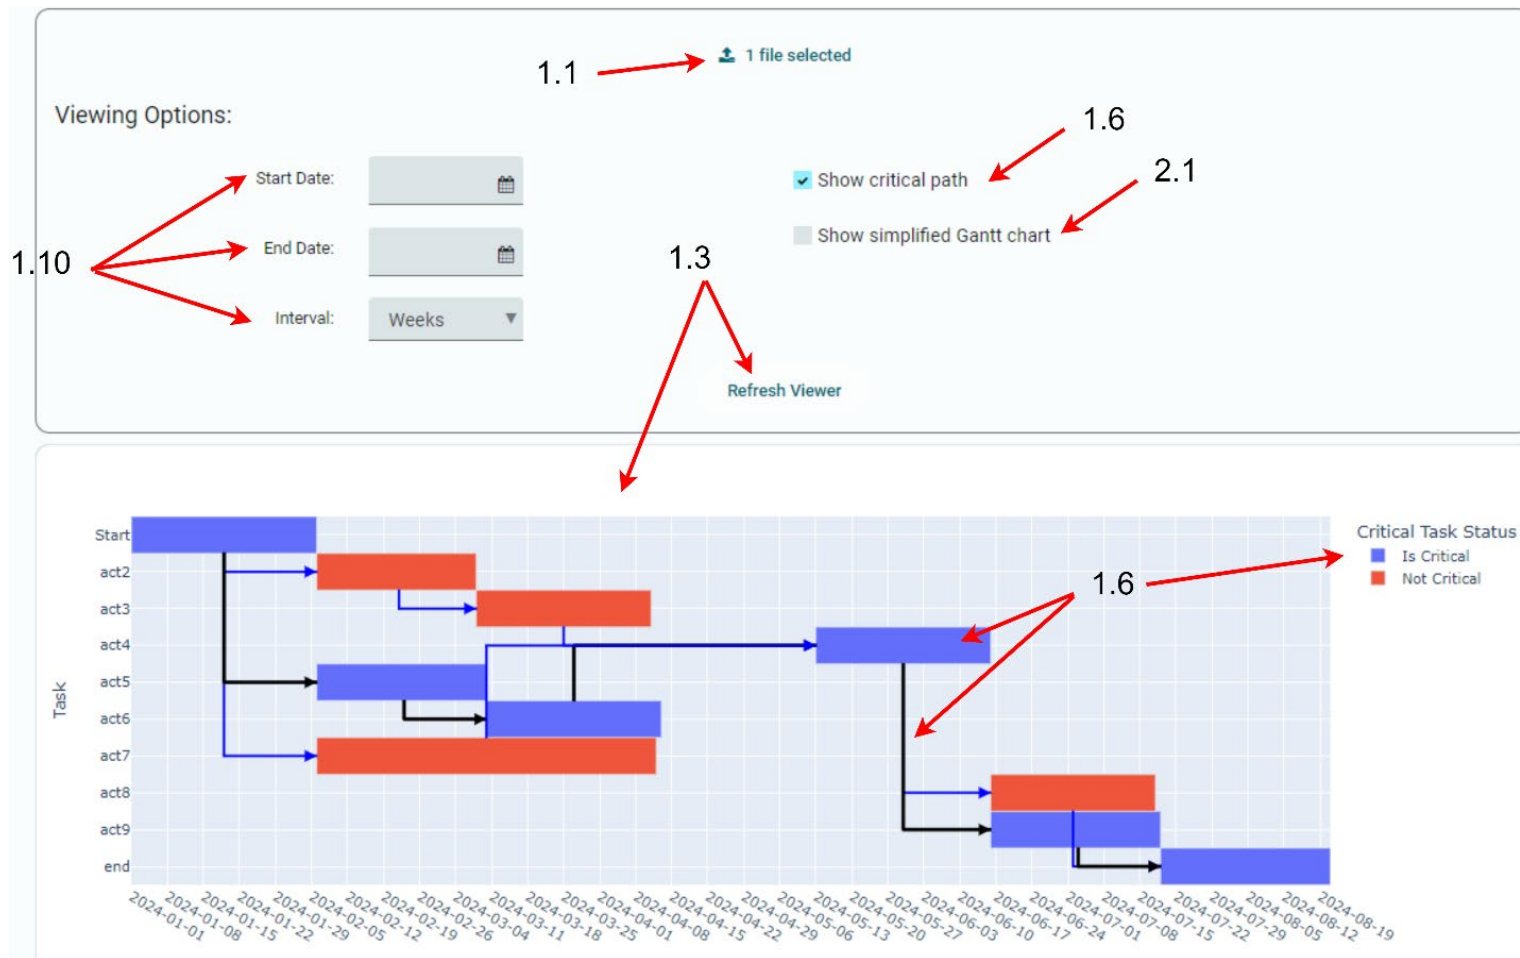 1.1
1 file selected
Viewing Options:
1.6
Start Date:
Show critical path
2.1
End Date:
Show simplified Gantt chart
1.10
1.3
Interval:
Weeks
Refresh Viewer
Critical Task Status
Is Critical
Not Critical
1.6
Task
Start
act2
act3
act4
act5
act6
act7
act8
act9
end
2024-01-01
2024-01-08
2024-01-15
2024-01-22
2024-01-29
2024-02-05
2024-02-12
2024-02-19
2024-02-26
2024-03-04
2024-03-11
2024-03-18
2024-03-25
2024-04-01
2024-04-08
2024-04-15
2024-04-22
2024-04-29
2024-05-06
2024-05-13
2024-05-20
2024-05-27
2024-06-03
2024-06-10
2024-06-17
2024-06-24
2024-07-01
2024-07-08
2024-07-15
2024-07-22
2024-07-29
2024-08-05
2024-08-12
2024-08-19